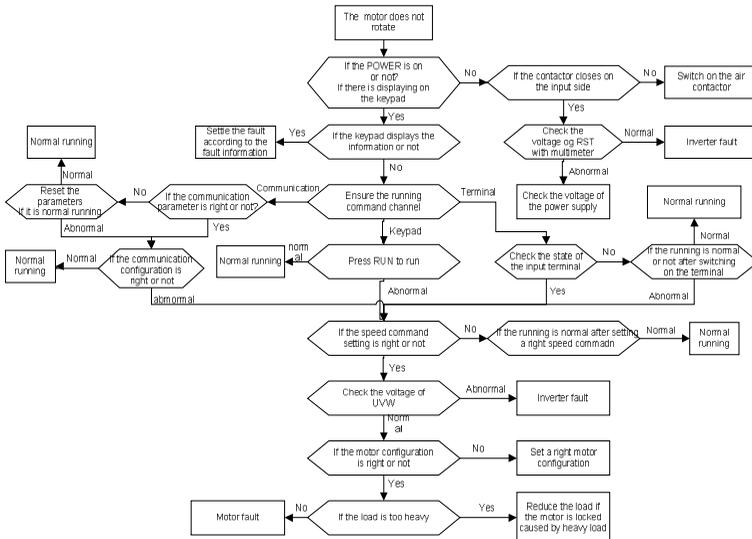 The motor does not
rotate
If the POWER is on
or not?
If there is displaying on
the keypad
No
If the contactor closes on
the input side
No
Switch on the air
contactor
Yes
Yes
Settle the fault
according to the
fault information
Yes
If the keypad displays the
information or not
Check the
voltage og RST
with multimeter
Normal
Inverter fault
Normal running
No
Abnormal
Normal
Reset the
parameters
If it is normal running
No
If the communication
parameter is right or not?
Communication
Ensure the running
command channel
Terminal
Check the voltage of
the power supply
Normal running
Abnormal
Yes
Keypad
Normal
Normal
running
Normal
If the communication
configuration is
right or not
Normal running
norm
al
Press RUN to run
Check the state of
the input terminal
No
If the running is normal
or not after switching
on the terminal
abmormal
Abnormal
Yes
Abnormal
If the speed command
setting is right or not
No
If the running is normal after setting
a right speed commadn
Normal
Normal
running
Yes
Check the voltage of
UVW
Abnormal
Inverter fault
Norm
al
If the motor configuration
is right or not
No
Set a right motor
configuration
Yes
Motor fault
No
If the load is too heavy
Yes
Reduce the load if
the motor is locked
caused by heavy load